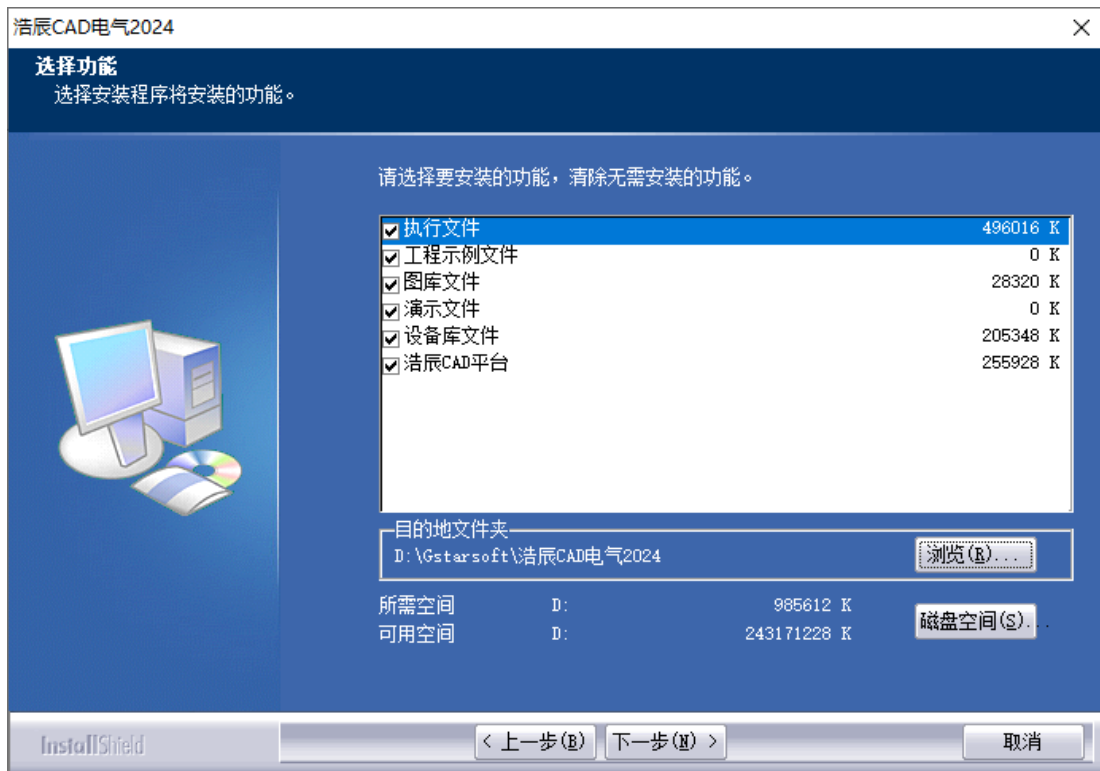 浩辰CAD电气2024
选择功能
选择安装程序将安装的功能。
请选择要安装的功能，清除无需安装的功能。
执行文件 496016 K
工程示例文件 0 K
图库文件 28320 K
演示文件 0 K
设备库文件 205348 K
浩辰CAD平台 255928 K
目的地文件夹
D:\Gstarsoft\浩辰CAD电气2024 浏览(R)...
所需空间 D: 985612 K
可用空间 D: 243171228 K
磁盘空间(S)...
InstallShield
< 上一步(B) 下一步(N) > 取消